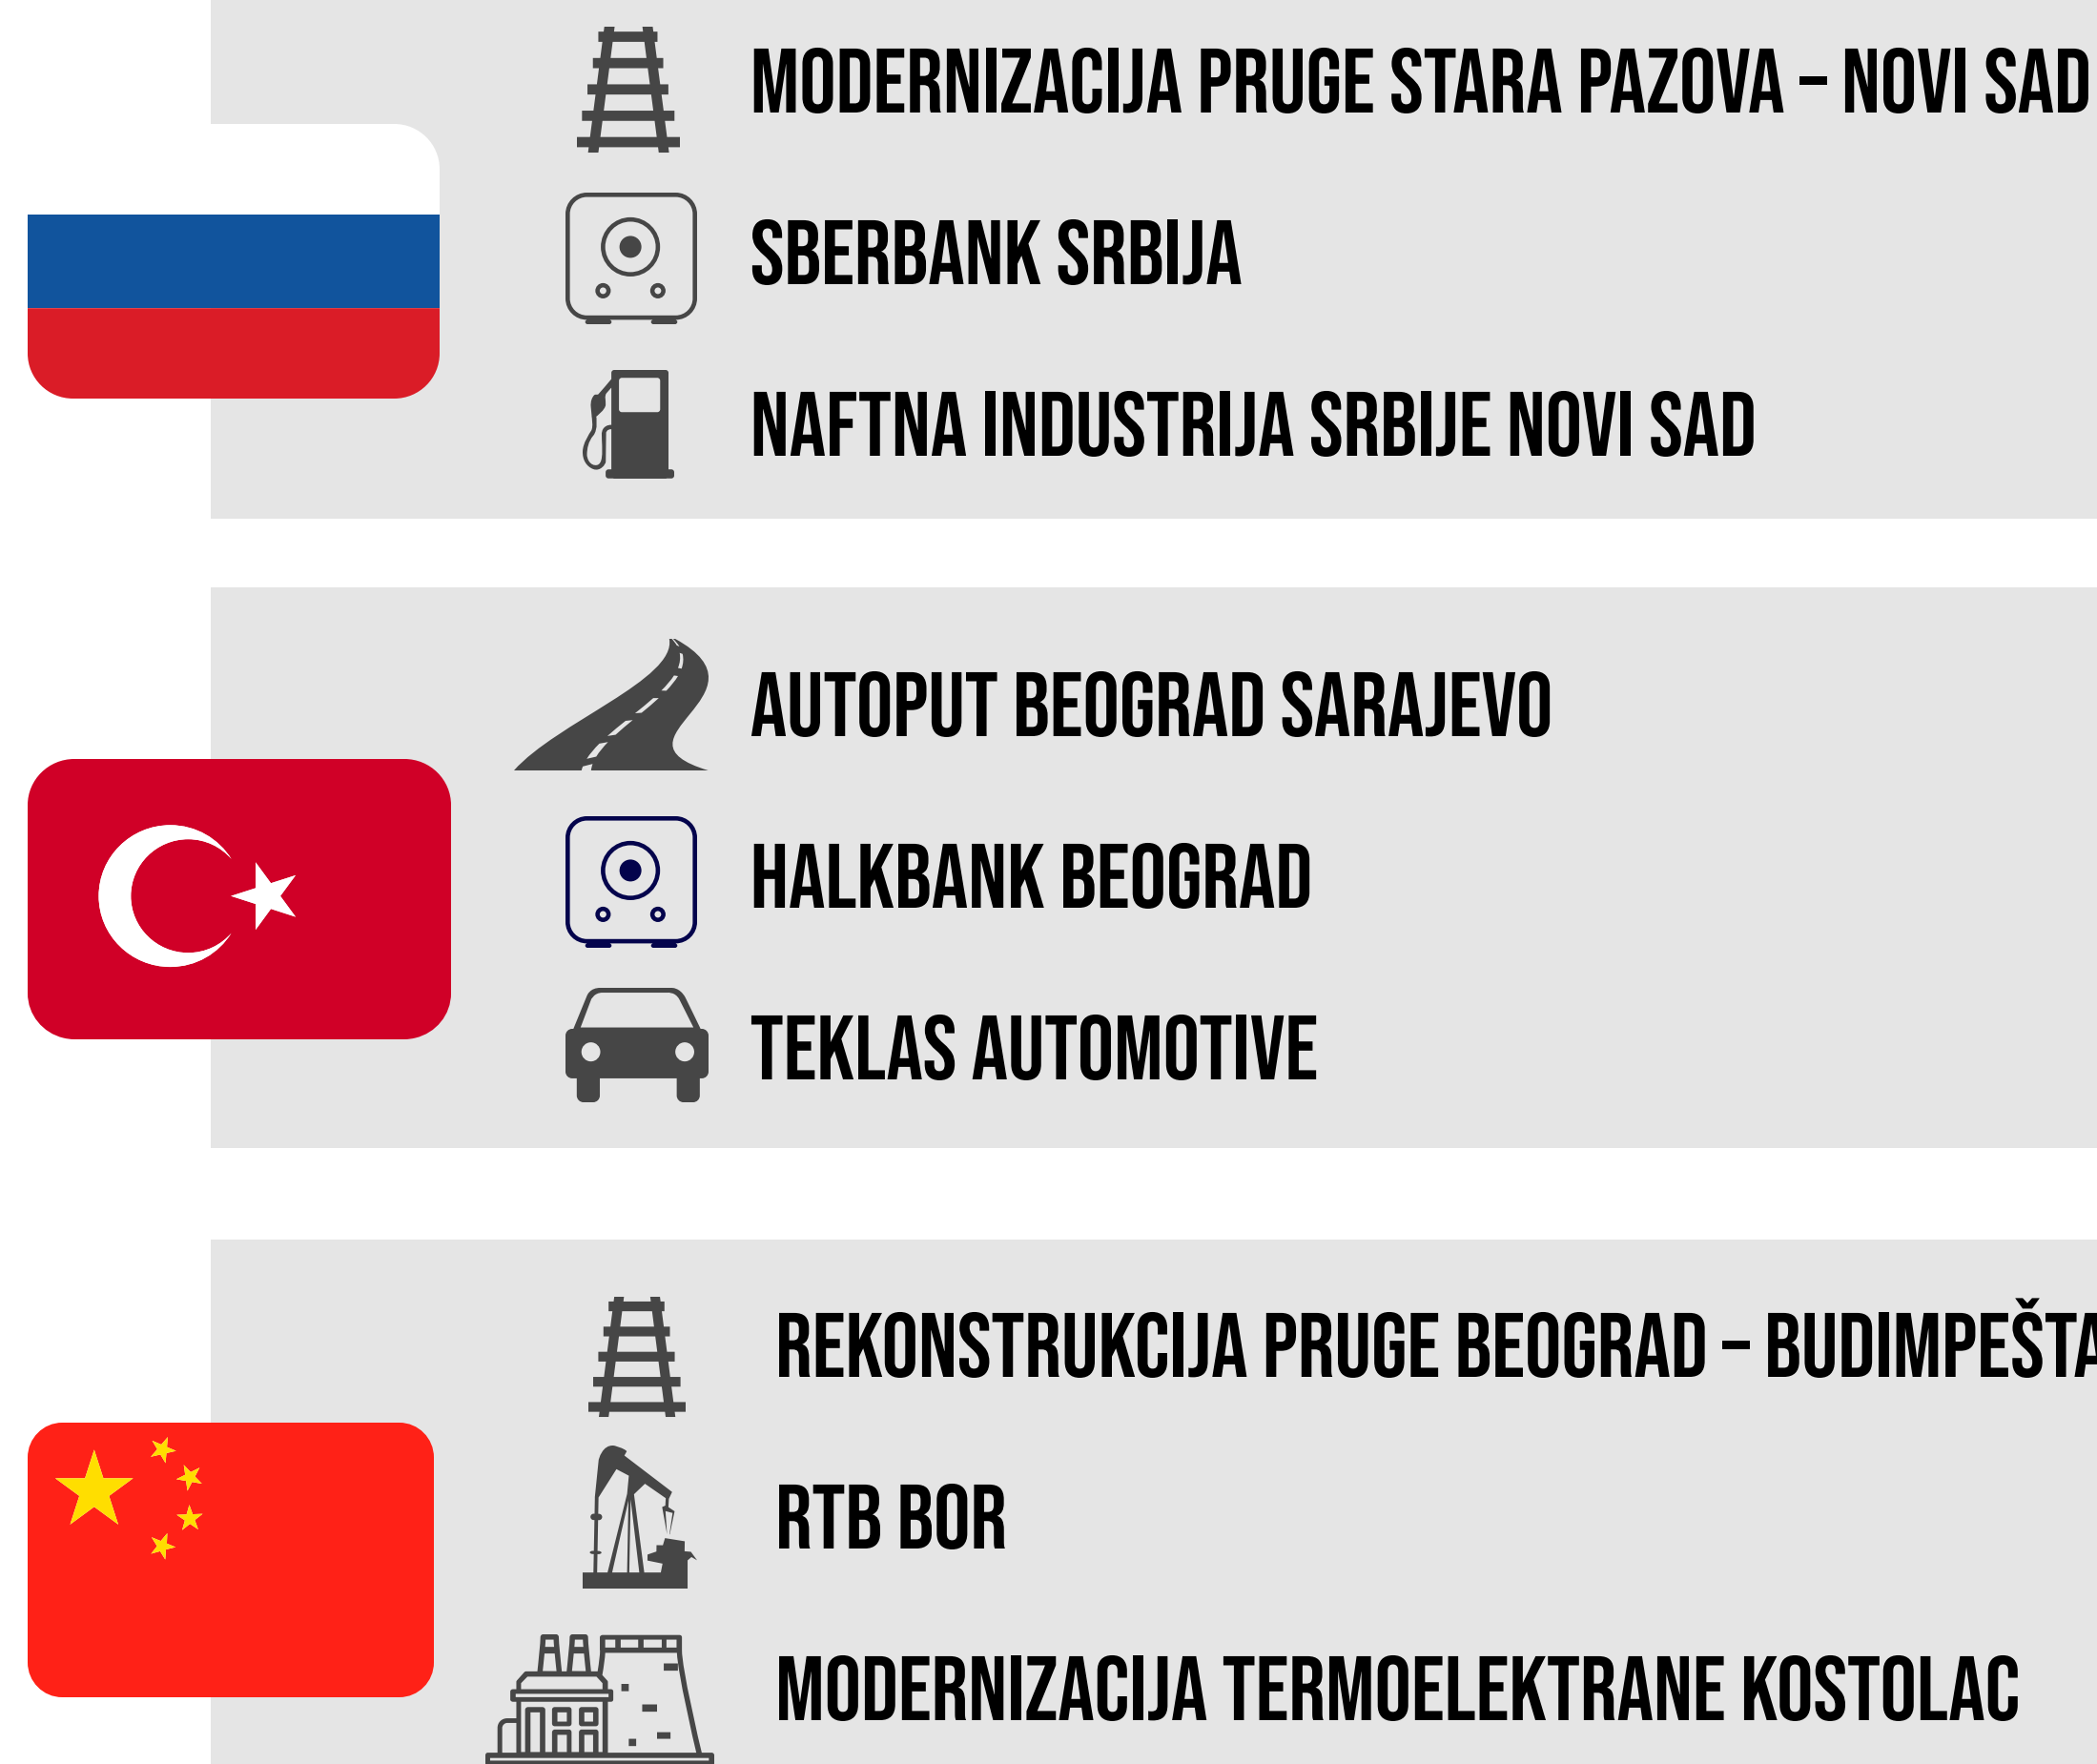 MODERNIZACIJA PRUGE STARA PAZOVA – NOVI SAD
SBERBANK SRBIJA
NAFTNA INDUSTRIJA SRBIJE NOVI SAD
AUTOPUT BEOGRAD SARAJEVO
HALKBANK BEOGRAD
TEKLAS AUTOMOTIVE
REKONSTRUKCIJA PRUGE BEOGRAD – BUDIMPEŠTA
RTB BOR
MODERNIZACIJA TERMOELEKTRANE KOSTOLAC